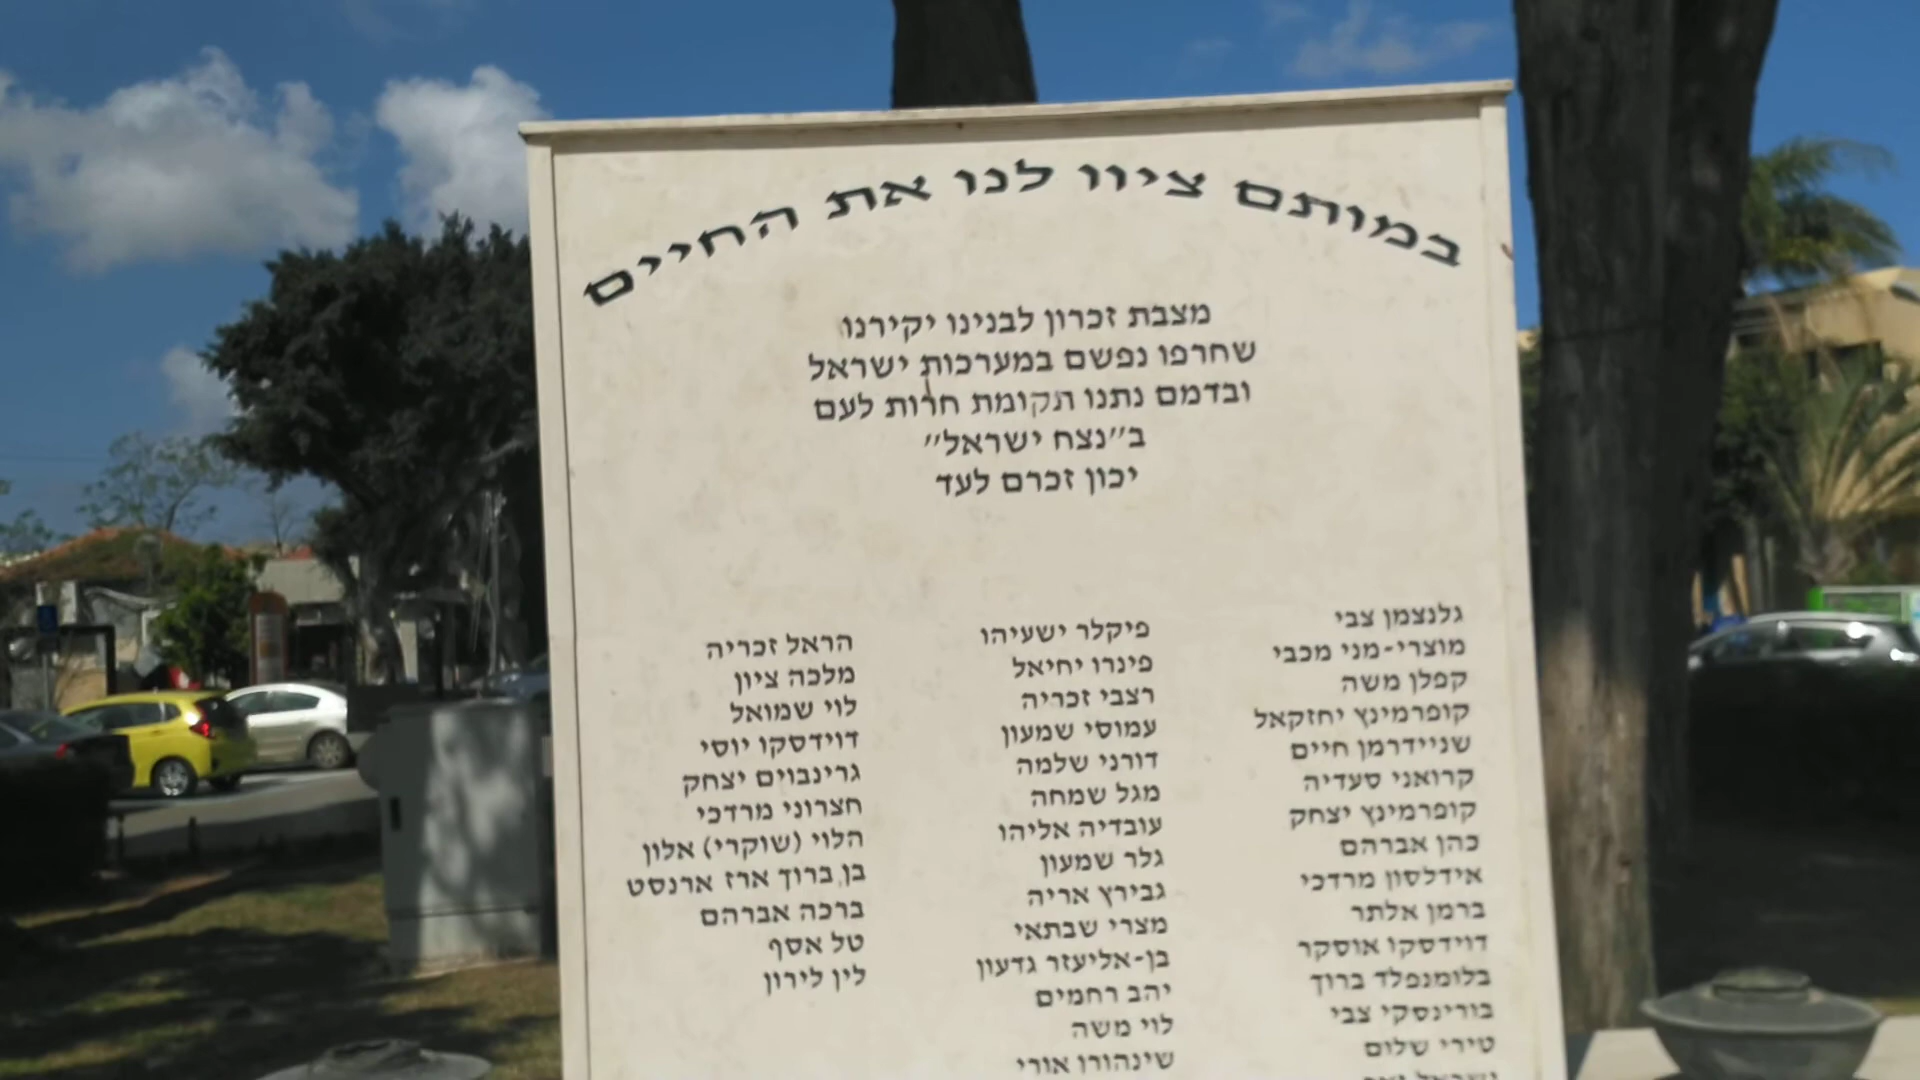 במותם ציוו לנו את החיים
מצבת זכרון לבנינו יקירנו
שחרפו נפשם במערכות ישראל
ובדמם נתנו תקומת חרות לעם
ב״נצח ישראל״
יכון זכרם לעד
גלנצמן צבי
מוצרי-מני מכבי
קפלן משה
קופרמינץ יחזקאל
שניידרמן חיים
קרואני סעדיה
קופרמינץ יצחק
כהן אברהם
אידלסון מרדכי
ברמן אלתר
דוידסקו אוסקר
בלומנפלד ברוך
בורינסקי צבי
טירי שלום
פיקלר ישעיהו
פינרו יחיאל
רצבי זכריה
עמוסי שמעון
דורני שלמה
מגל שמחה
עובדיה אליהו
גלר שמעון
גבירץ אריה
מצרי שבתאי
בן-אליעזר גדעון
יהב רחמים
לוי משה
שינהורן אורי
הראל זכריה
מלכה ציון
לוי שמואל
דוידסקו יוסי
גרינבוים יצחק
חצרוני מרדכי
הלוי (שוקרי) אלון
בן ברוך ארז ארנסט
ברכה אברהם
טל אסף
לין לירון